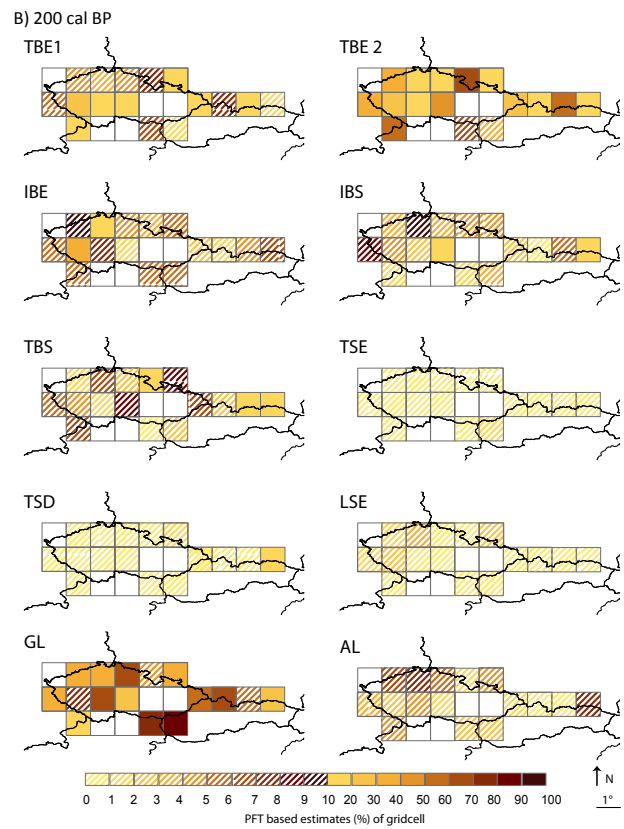 B) 200 cal BP
TBE1 TBE 2
IBE IBS
TBS TSE
TSD LSE
GL AL
0 1 2 3 4 5 6 7 8 9 10 20 30 40 50 60 70 80 90 100
PFT based estimates (%) of gridcell
N
1°